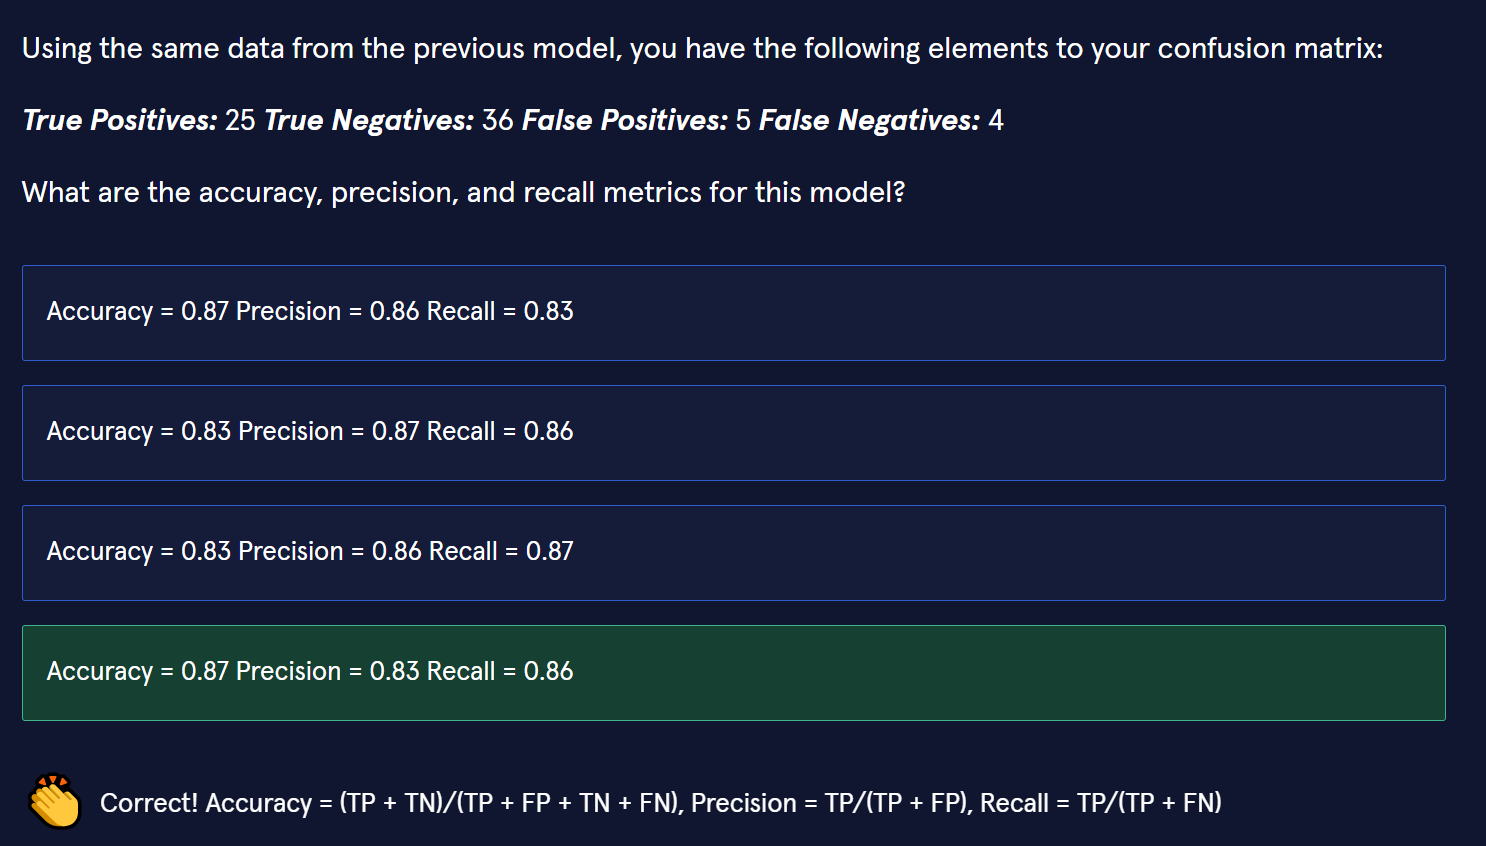 Using the same data from the previous model, you have the following elements to your confusion matrix:
True Positives: 25 True Negatives: 36 False Positives: 5 False Negatives: 4
What are the accuracy, precision, and recall metrics for this model?
Accuracy = 0.87 Precision = 0.86 Recall = 0.83
Accuracy = 0.83 Precision = 0.87 Recall = 0.86
Accuracy = 0.83 Precision = 0.86 Recall = 0.87
Accuracy = 0.87 Precision = 0.83 Recall = 0.86
Correct! Accuracy = (TP + TN)/(TP + FP + TN + FN), Precision = TP/(TP + FP), Recall = TP/(TP + FN)